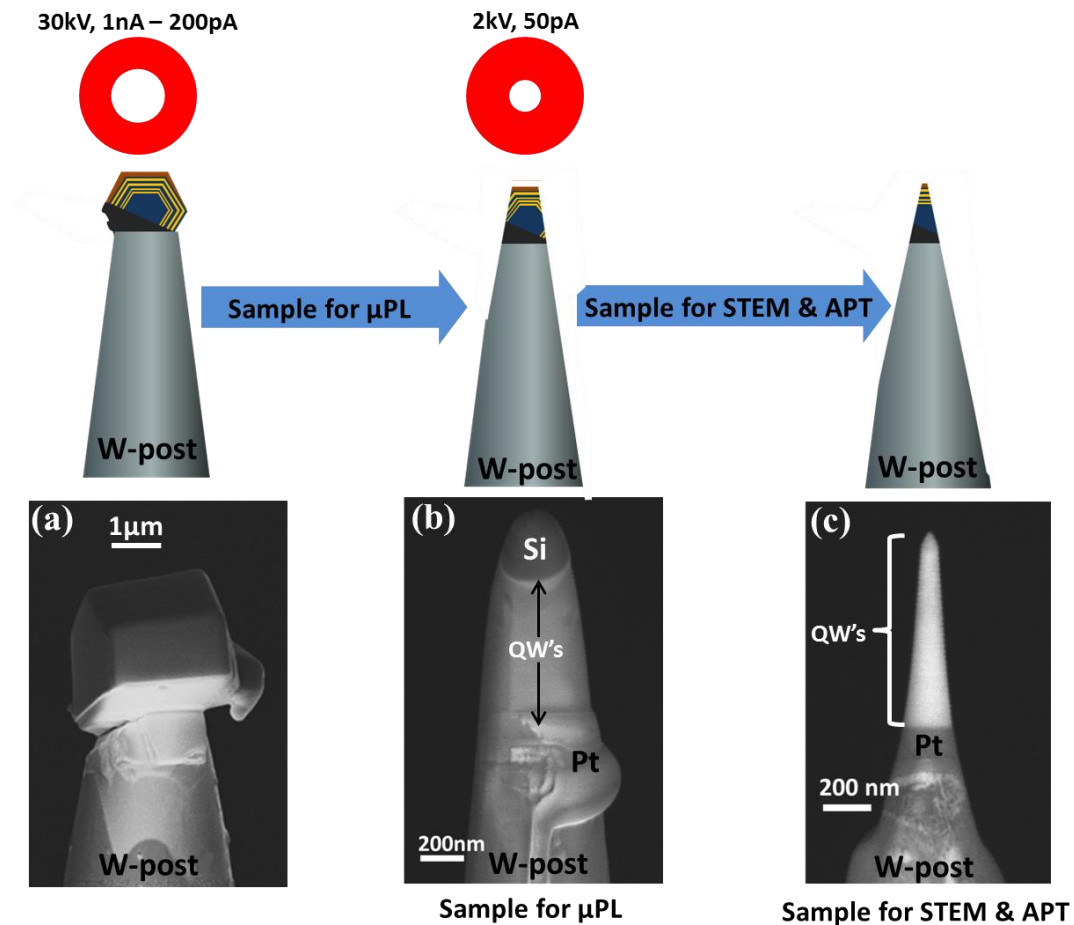 30kV, 1nA – 200pA
2kV, 50pA
Sample for µPL
Sample for STEM & APT
W-post
W-post
W-post
(a)
1µm
W-post
(b)
Si
QW's
Pt
200nm
W-post
Sample for µPL
(c)
QW's
Pt
200 nm
W-post
Sample for STEM & APT